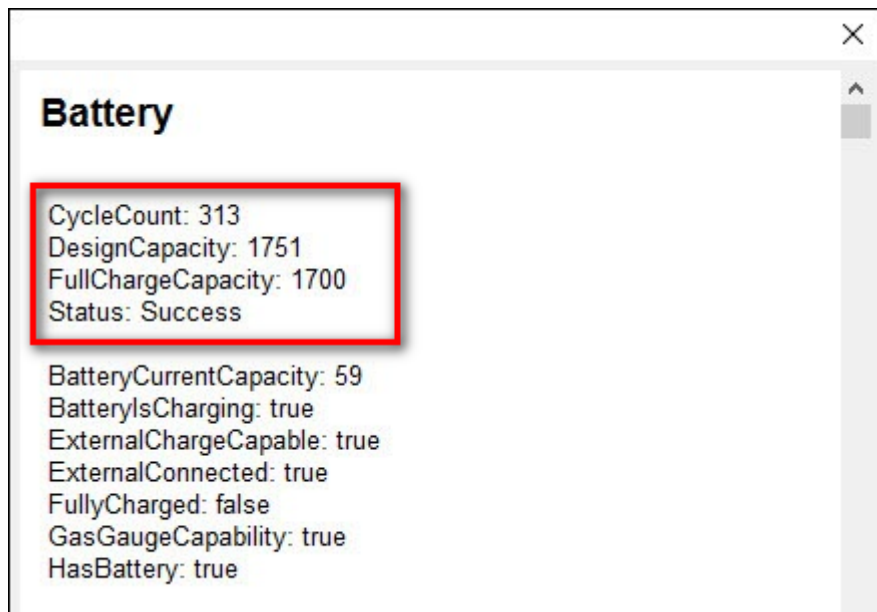 Battery
CycleCount: 313
DesignCapacity: 1751
FullChargeCapacity: 1700
Status: Success
BatteryCurrentCapacity: 59
BatteryIsCharging: true
ExternalChargeCapable: true
ExternalConnected: true
FullyCharged: false
GasGaugeCapability: true
HasBattery: true